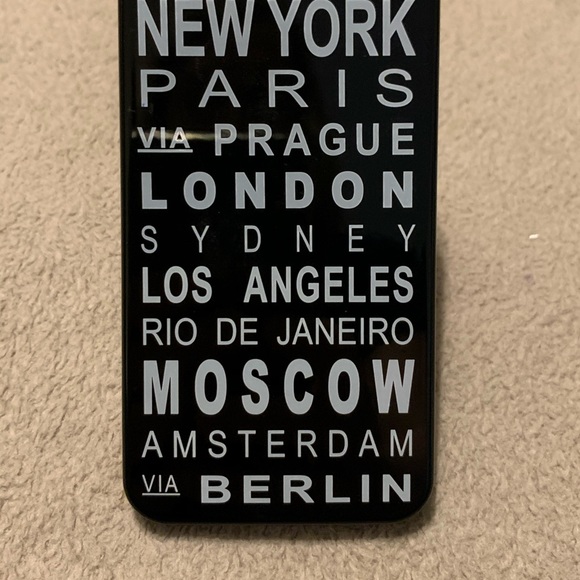 NEW YORK
PARIS
VIA PRAGUE
LONDON
SYDNEY
LOS ANGELES
RIO DE JANEIRO
MOSCOW
AMSTERDAM
VIA BERLIN